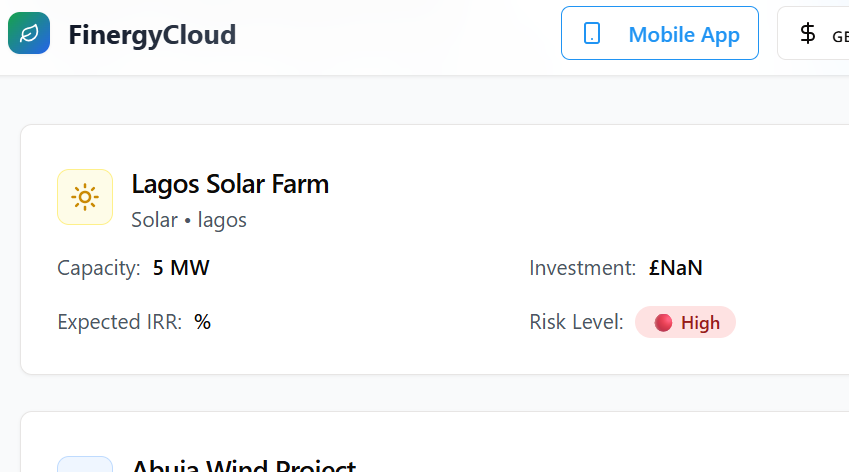 FinergyCloud
Mobile App
$ GE
Lagos Solar Farm
Solar • lagos
Capacity: 5 MW
Investment: £NaN
Expected IRR: %
Risk Level: High
Abuja Wind Project